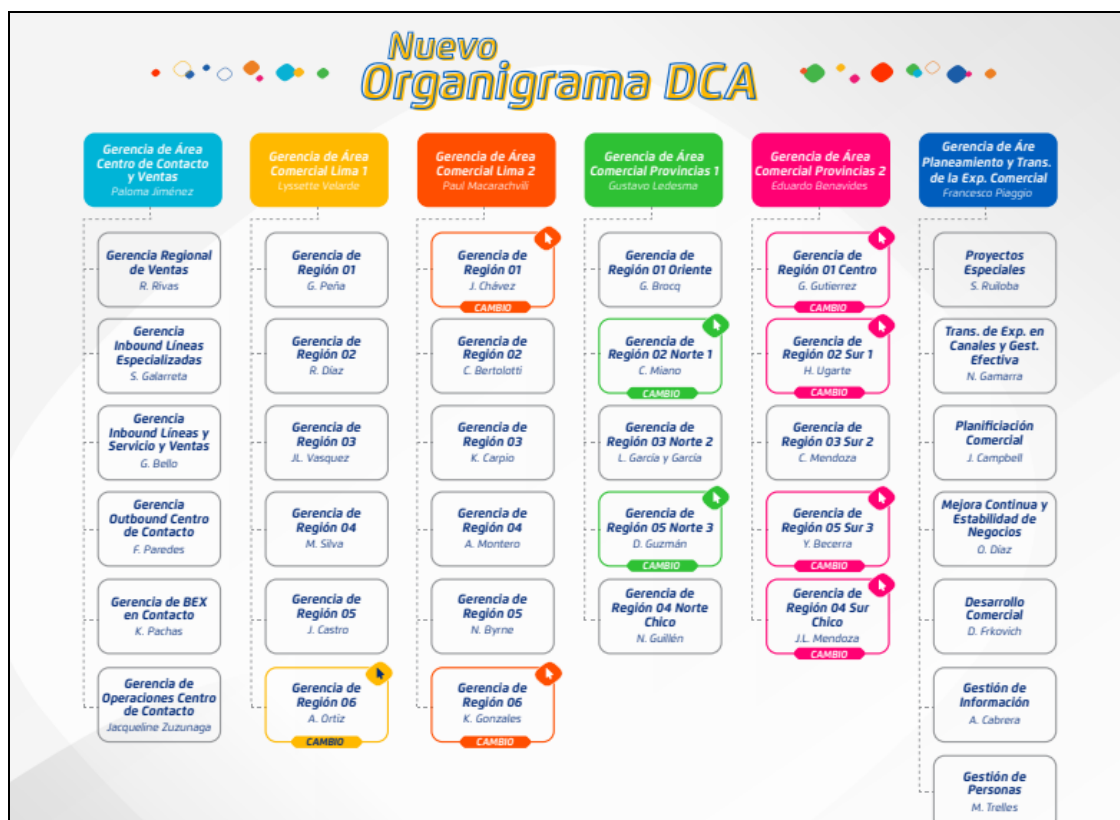 Nuevo
Organigrama DCA
Gerencia de Área
Centro de Contacto
y Ventas
Paloma Jiménez
Gerencia Regional
de Ventas
R. Rivas
Gerencia
Inbound Líneas
Especializadas
S. Galarreta
Gerencia
Inbound Líneas y
Servicio y Ventas
G. Bello
Gerencia
Outbound Centro
de Contacto
F. Paredes
Gerencia de BEX
en Contacto
K. Pachas
Gerencia de
Operaciones Centro
de Contacto
Jacqueline Zuzunaga
Gerencia de Área
Comercial Lima 1
Lyssette Velarde
Gerencia de
Región 01
G. Peña
Gerencia de
Región 02
R. Díaz
Gerencia de
Región 03
JL. Vasquez
Gerencia de
Región 04
M. Silva
Gerencia de
Región 05
J. Castro
Gerencia de
Región 06
A. Ortiz
CAMBIO
Gerencia de Área
Comercial Lima 2
Paul Macarachvili
Gerencia de
Región 01
J. Chávez
CAMBIO
Gerencia de
Región 02
C. Bertolotti
Gerencia de
Región 03
K. Carpio
Gerencia de
Región 04
A. Montero
Gerencia de
Región 05
N. Byrne
Gerencia de
Región 06
K. Gonzales
CAMBIO
Gerencia de Área
Comercial Provincias 1
Gustavo Ledesma
Gerencia de
Región 01 Oriente
G. Brocq
Gerencia de
Región 02 Norte 1
C. Miano
CAMBIO
Gerencia de
Región 03 Norte 2
L. García y García
Gerencia de
Región 05 Norte 3
D. Guzmán
CAMBIO
Gerencia de
Región 04 Norte
Chico
N. Guillén
Gerencia de Área
Comercial Provincias 2
Eduardo Benavides
Gerencia de
Región 01 Centro
G. Gutierrez
CAMBIO
Gerencia de
Región 02 Sur 1
H. Ugarte
CAMBIO
Gerencia de
Región 03 Sur 2
C. Mendoza
Gerencia de
Región 05 Sur 3
Y. Becerra
CAMBIO
Gerencia de
Región 04 Sur
Chico
J.L. Mendoza
CAMBIO
Gerencia de Áre
Planeamiento y Trans.
de la Exp. Comercial
Francesco Piaggio
Proyectos
Especiales
S. Ruiloba
Trans. de Exp. en
Canales y Gest.
Efectiva
N. Gamarra
Planificiación
Comercial
J. Campbell
Mejora Continua y
Estabilidad de
Negocios
O. Díaz
Desarrollo
Comercial
D. Frkovich
Gestión de
Información
A. Cabrera
Gestión de
Personas
M. Trelles